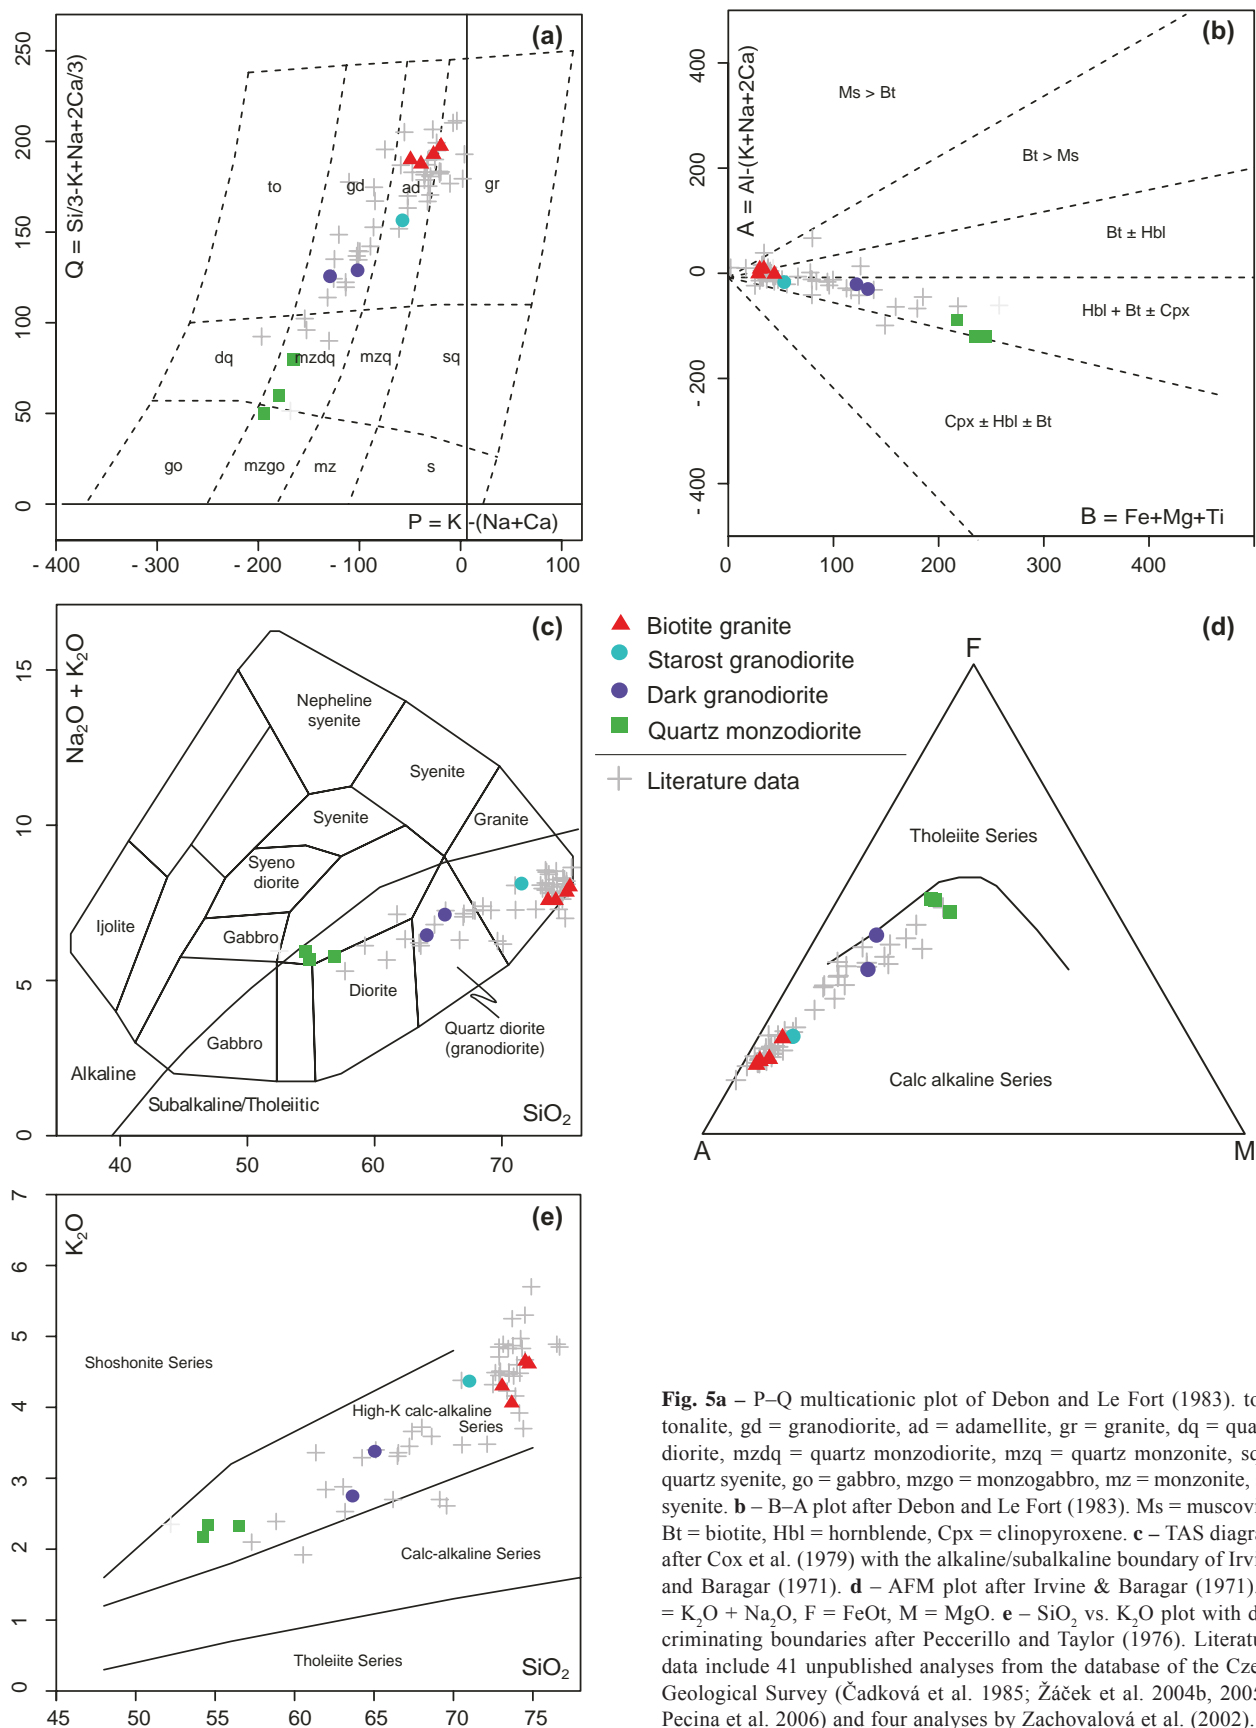 (a)
Q = Si/3-K+Na+2Ca/3)
250
200
150
100
50
0
to
gd
ad
gr
dq
mzdq
mzq
sq
go
mzgo
mz
s
P = K -(Na+Ca)
- 400
- 300
- 200
- 100
0
100
(b)
A = Al-(K+Na+2Ca)
400
200
0
- 200
- 400
Ms > Bt
Bt > Ms
Bt ± Hbl
Hbl + Bt ± Cpx
Cpx ± Hbl ± Bt
B = Fe+Mg+Ti
0
100
200
300
400
(c)
Na₂O + K₂O
15
10
5
0
Nepheline
syenite
Syenite
Granite
Syenite
Syeno
diorite
Ijolite
Gabbro
Diorite
Gabbro
Quartz diorite
(granodiorite)
Alkaline
Subalkaline/Tholeiitic
SiO₂
40
50
60
70
Biotite granite
Starost granodiorite
Dark granodiorite
Quartz monzodiorite
Literature data
(d)
F
Tholeiite Series
Calc alkaline Series
A
M
(e)
K₂O
7
6
5
4
3
2
1
0
Shoshonite Series
High-K calc-alkaline
Series
Calc-alkaline Series
Tholeiite Series
SiO₂
45
50
55
60
65
70
75
Fig. 5a – P–Q multicationic plot of Debon and Le Fort (1983). to
tonalite, gd = granodiorite, ad = adamellite, gr = granite, dq = qua
diorite, mzdq = quartz monzodiorite, mzq = quartz monzonite, sq
quartz syenite, go = gabbro, mzgo = monzogabbro, mz = monzonite,
syenite. b – B–A plot after Debon and Le Fort (1983). Ms = muscov
Bt = biotite, Hbl = hornblende, Cpx = clinopyroxene. c – TAS diagra
after Cox et al. (1979) with the alkaline/subalkaline boundary of Irvi
and Baragar (1971). d – AFM plot after Irvine & Baragar (1971).
= K₂O + Na₂O, F = FeOt, M = MgO. e – SiO₂ vs. K₂O plot with d
criminating boundaries after Peccerillo and Taylor (1976). Literatu
data include 41 unpublished analyses from the database of the Cze
Geological Survey (Čadková et al. 1985; Žáček et al. 2004b, 2005
Pecina et al. 2006) and four analyses by Zachovalová et al. (2002).